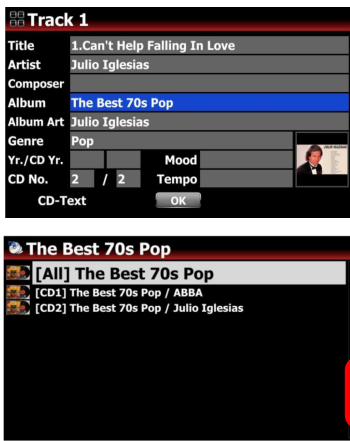 Track 1
Title 1.Can't Help Falling In Love
Artist Julio Iglesias
Composer
Album The Best 70s Pop
Album Art Julio Iglesias
Genre Pop
Yr./CD Yr. Mood
CD No. 2 / 2 Tempo
CD-Text OK
The Best 70s Pop
[All] The Best 70s Pop
[CD1] The Best 70s Pop / ABBA
[CD2] The Best 70s Pop / Julio Iglesias